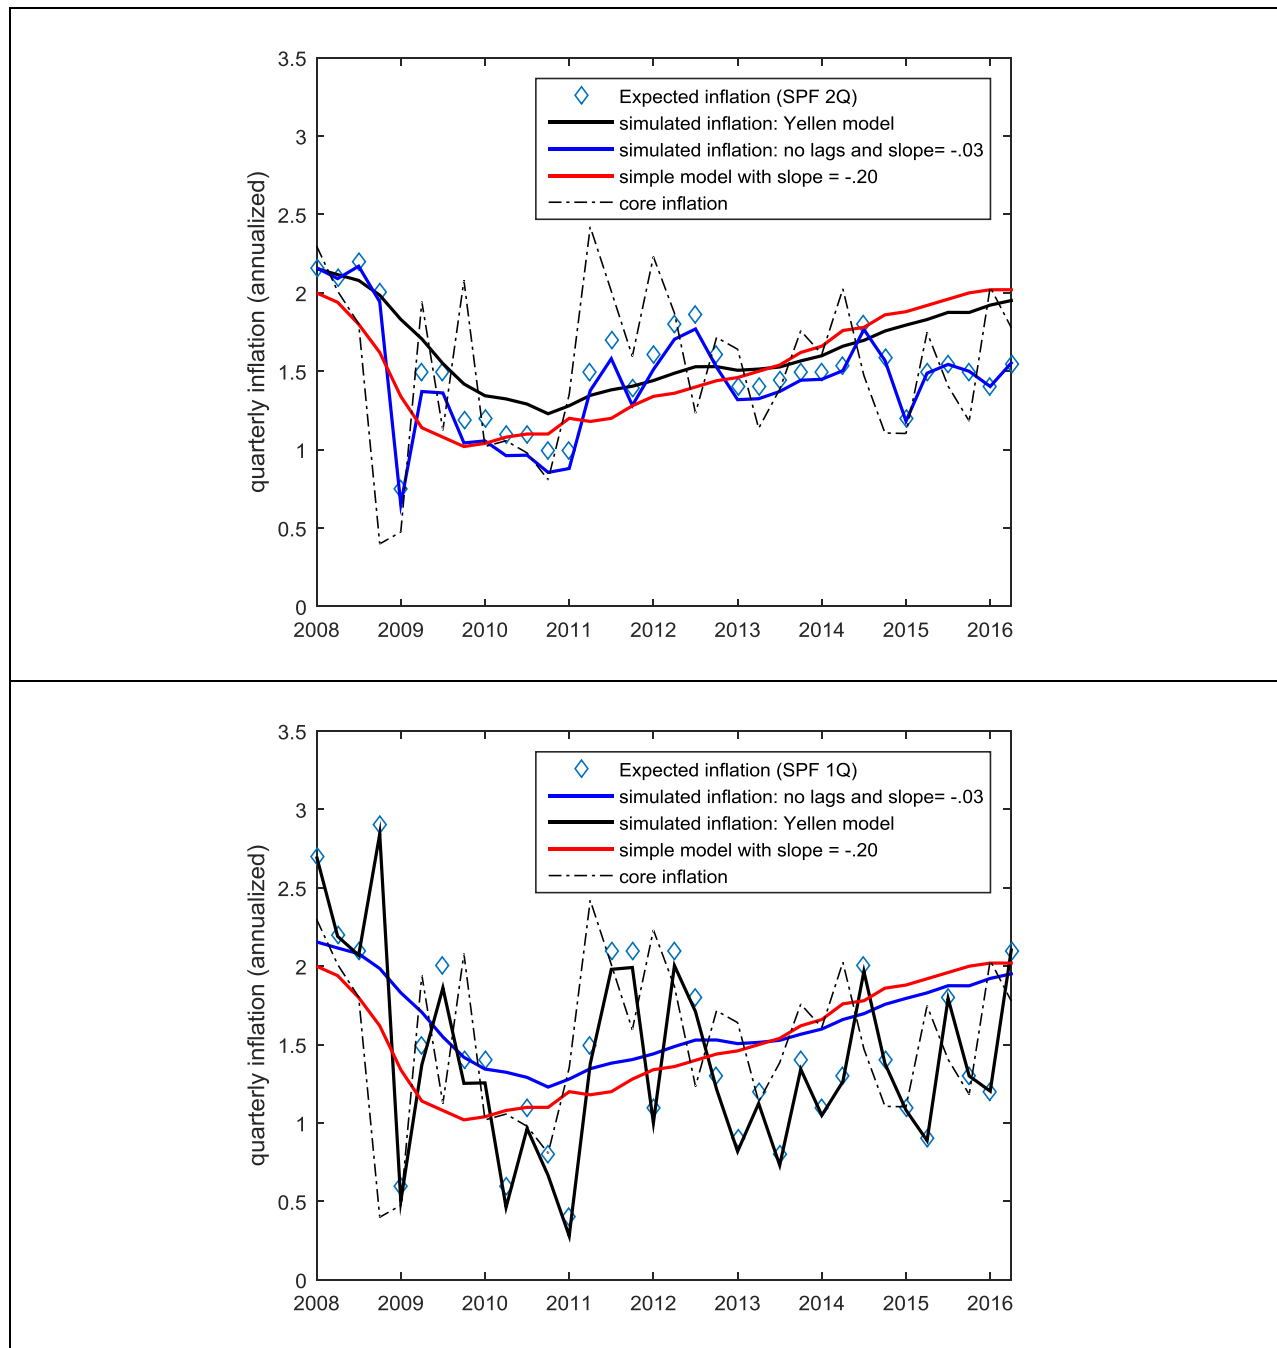 3.5
3
2.5
2
1.5
1
0.5
0
quarterly inflation (annualized)
Expected inflation (SPF 2Q)
simulated inflation: Yellen model
simulated inflation: no lags and slope= -.03
simple model with slope = -.20
core inflation
2008 2009 2010 2011 2012 2013 2014 2015 2016
3.5
3
2.5
2
1.5
1
0.5
0
quarterly inflation (annualized)
Expected inflation (SPF 1Q)
simulated inflation: no lags and slope= -.03
simulated inflation: Yellen model
simple model with slope = -.20
core inflation
2008 2009 2010 2011 2012 2013 2014 2015 2016